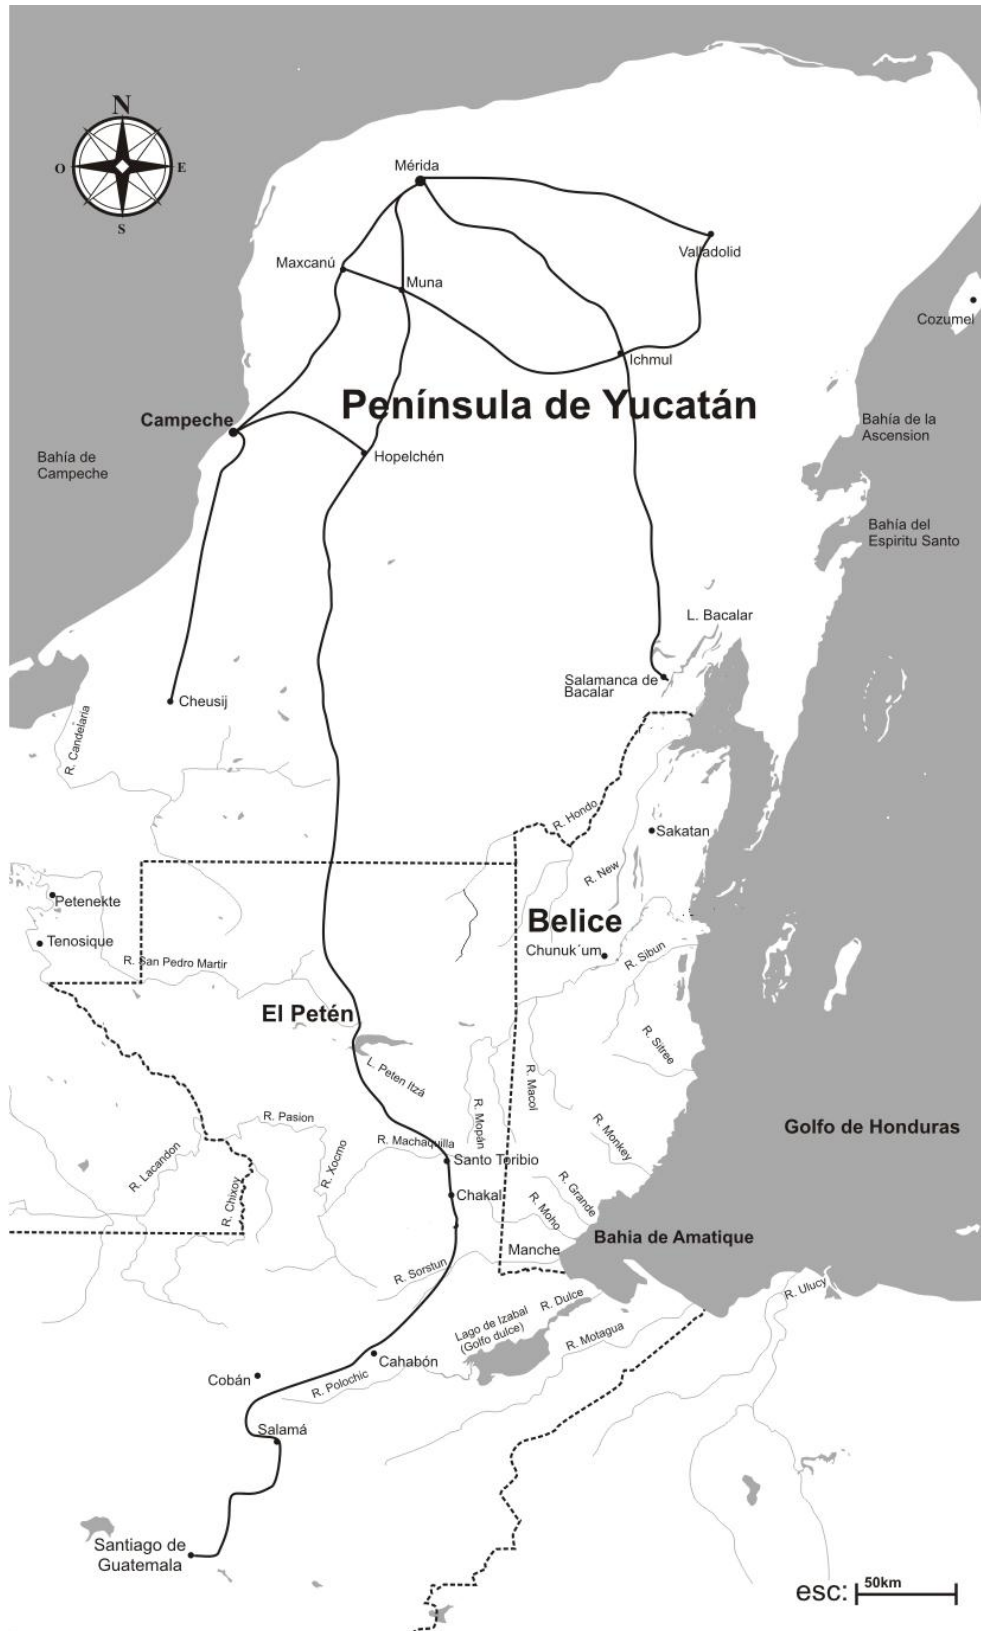 N
O
E
S
Mérida
Valladolid
Maxcanú
Muna
Cozumel
Ichmul
Península de Yucatán
Campeche
Bahía de la
Ascension
Bahía de
Campeche
Hopelchén
Bahía del
Espiritu Santo
L. Bacalar
Salamanca de
Bacalar
Cheusij
R. Candelaria
R. Hondo
Sakatan
R. New
Petenekte
Belice
Tenosique
Chunuk´um
R. San Pedro Martir
R. Sibun
El Petén
R. Sitree
L. Peten Itzá
R. Macol
R. Mopán
R. Pasion
Golfo de Honduras
R. Machaquilla
R. Monkey
R. Lacandon
R. Xocmo
Santo Toribio
R. Chixoy
Chakal
R. Grande
R. Moho
Bahia de Amatique
Manche
R. Sorstun
R. Ulucy
R. Dulce
Lago de Izabal
(Golfo dulce)
R. Motagua
Cahabón
Cobán
R. Polochic
Salamá
Santiago de
Guatemala
esc:
50km